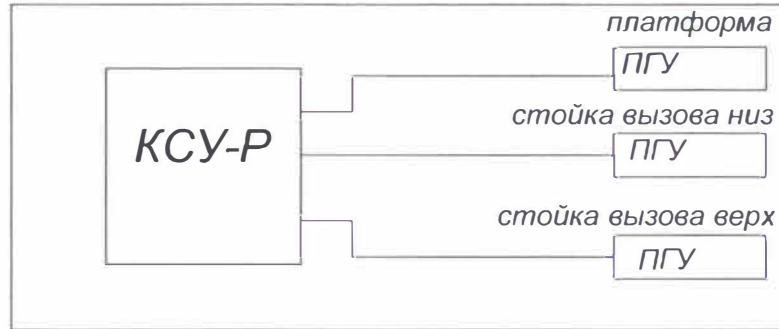 платформа
ПГУ
стойка вызова низ
КСУ-Р
ПГУ
стойка вызова верх
ПГУ